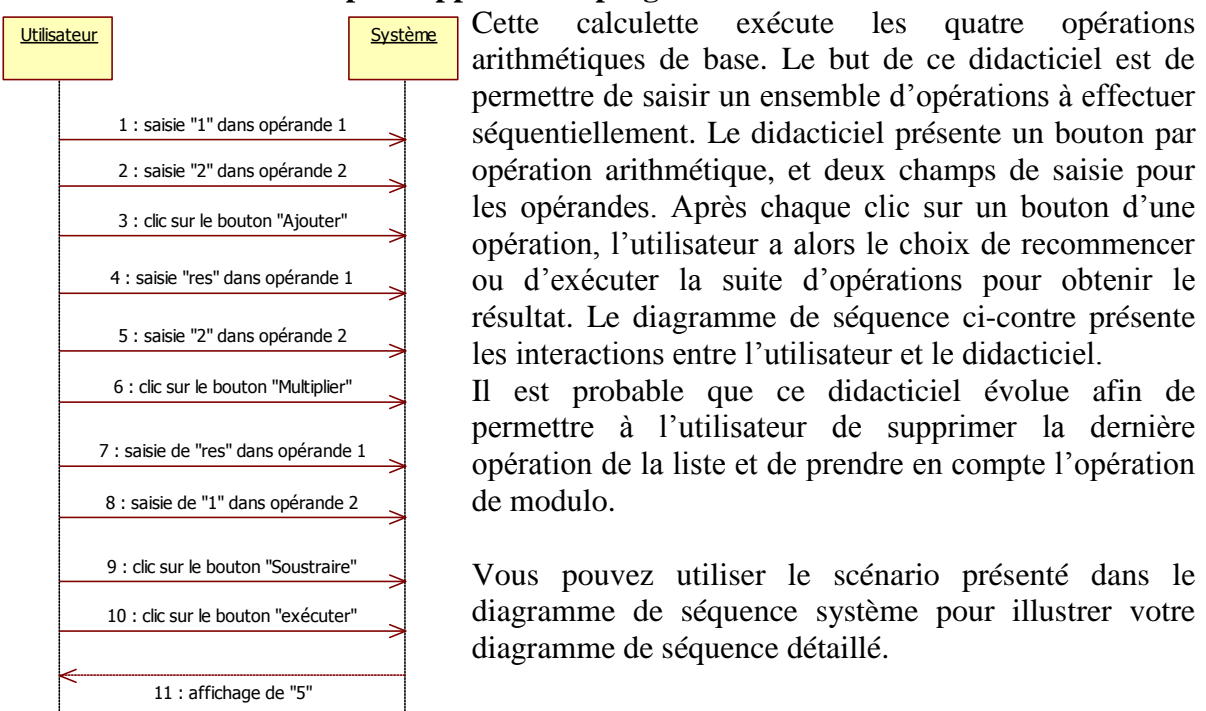 Utilisateur
Système
1 : saisie "1" dans opérande 1
2 : saisie "2" dans opérande 2
3 : clic sur le bouton "Ajouter"
4 : saisie "res" dans opérande 1
5 : saisie "2" dans opérande 2
6 : clic sur le bouton "Multiplier"
7 : saisie de "res" dans opérande 1
8 : saisie de "1" dans opérande 2
9 : clic sur le bouton "Soustraire"
10 : clic sur le bouton "exécuter"
11 : affichage de "5"
Cette calculette exécute les quatre opérations
arithmétiques de base. Le but de ce didacticiel est de
permettre de saisir un ensemble d’opérations à effectuer
séquentiellement. Le didacticiel présente un bouton par
opération arithmétique, et deux champs de saisie pour
les opérandes. Après chaque clic sur un bouton d’une
opération, l’utilisateur a alors le choix de recommencer
ou d’exécuter la suite d’opérations pour obtenir le
résultat. Le diagramme de séquence ci-contre présente
les interactions entre l’utilisateur et le didacticiel.
Il est probable que ce didacticiel évolue afin de
permettre à l’utilisateur de supprimer la dernière
opération de la liste et de prendre en compte l’opération
de modulo.
Vous pouvez utiliser le scénario présenté dans le
diagramme de séquence système pour illustrer votre
diagramme de séquence détaillé.